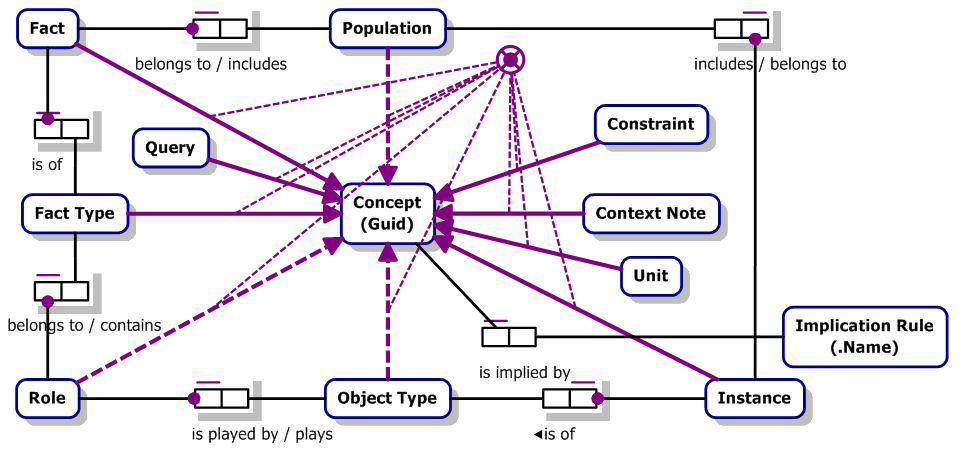 Fact
Population
belongs to / includes
includes / belongs to
Constraint
Query
is of
Concept
(Guid)
Fact Type
Context Note
Unit
belongs to / contains
Implication Rule
(.Name)
is implied by
Role
Object Type
Instance
is played by / plays
◄is of